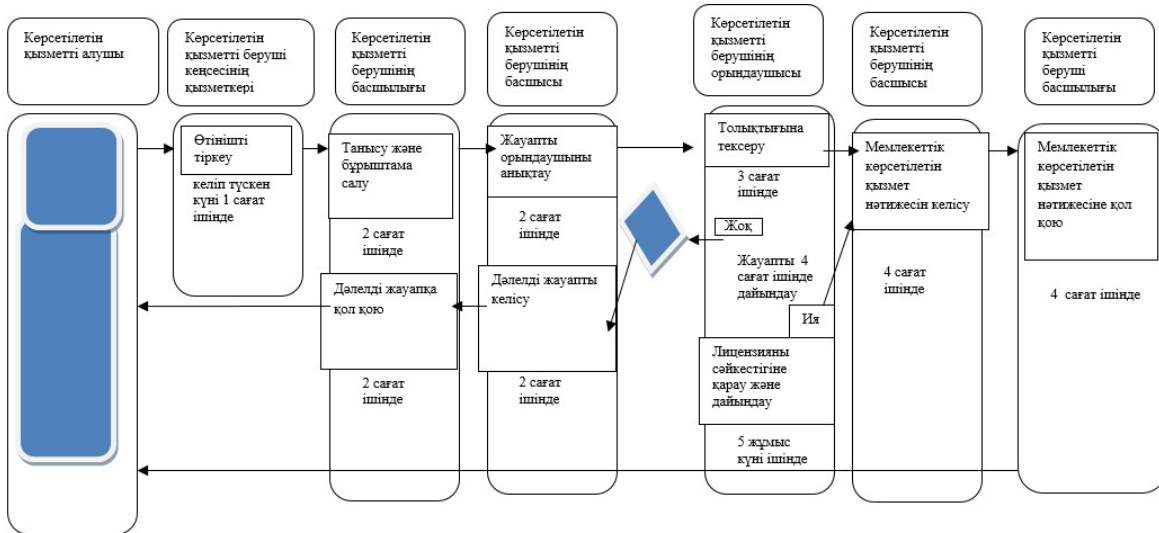 Көрсетілетін
қызметті алушы
Көрсетілетін
қызметті беруші
кеңсесінің
қызметкері
Көрсетілетін
қызметті
берушінің
басшылығы
Көрсетілетін
қызметті
берушінің
басшысы
Көрсетілетін
қызметті
берушінің
орындаушысы
Көрсетілетін
қызметті
берушінің
басшысы
Көрсетілетін
қызметті
беруші
басшылығы
Өтінішті
тіркеу
келіп түскен
күні 1 сағат
ішінде
Танысу және
бұрыштама
салу
2 сағат
ішінде
Дәлелді жауапқа
қол қою
2 сағат
ішінде
Жауапты
орындаушыны
анықтау
2 сағат
ішінде
Дәлелді жауапты
келісу
2 сағат
ішінде
Толықтығына
тексеру
3 сағат
ішінде
Жоқ
Жауапты 4
сағат ішінде
дайындау
Ия
Лицензияны
сәйкестігіне
қарау және
дайындау
5 жұмыс
күні ішінде
Мемлекеттік
көрсетілетін
қызмет
нәтижесін келісу
4 сағат
ішінде
Мемлекеттік
көрсетілетін
қызмет
нәтижесіне қол
қою
4 сағат ішінде